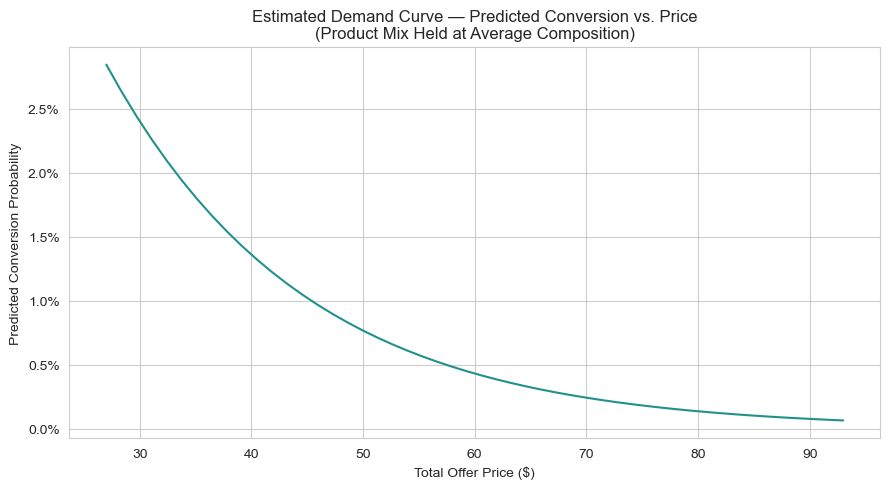 Estimated Demand Curve — Predicted Conversion vs. Price
(Product Mix Held at Average Composition)
Predicted Conversion Probability
2.5%
2.0%
1.5%
1.0%
0.5%
0.0%
30 40 50 60 70 80 90
Total Offer Price ($)